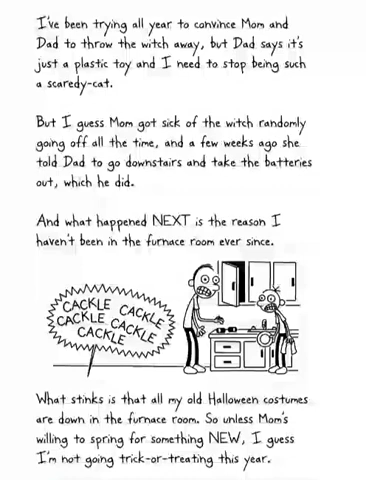 I've been trying all year to convince Mom and
Dad to throw the witch away, but Dad says it's
just a plastic toy and I need to stop being such
a scaredy-cat.
But I guess Mom got sick of the witch randomly
going off all the time, and a few weeks ago she
told Dad to go downstairs and take the batteries
out, which he did.
And what happened NEXT is the reason I
haven't been in the furnace room ever since.
CACKLE CACKLE
CACKLE CACKLE
CACKLE
What stinks is that all my old Halloween costumes
are down in the furnace room. So unless Mom's
willing to spring for something NEW, I guess
I'm not going trick-or-treating this year.